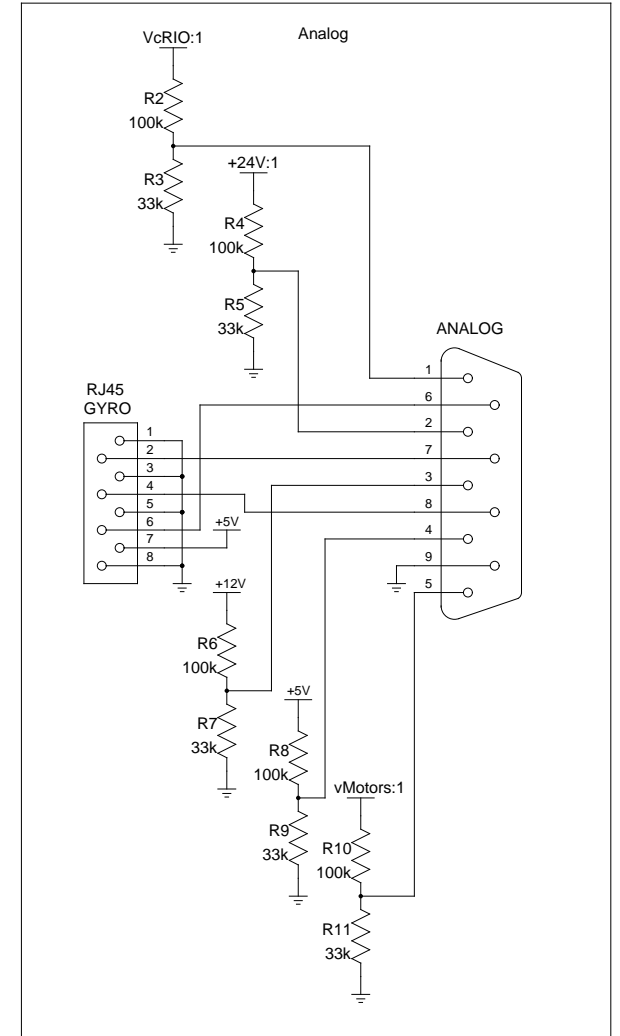 Analog
VcRIO:1
R2
100k
R3
33k
+24V:1
R4
100k
R5
33k
ANALOG
1
6
2
7
3
8
4
9
5
RJ45
GYRO
1
2
3
4
5
6
7
8
+5V
+12V
R6
100k
R7
33k
+5V
R8
100k
R9
33k
vMotors:1
R10
100k
R11
33k